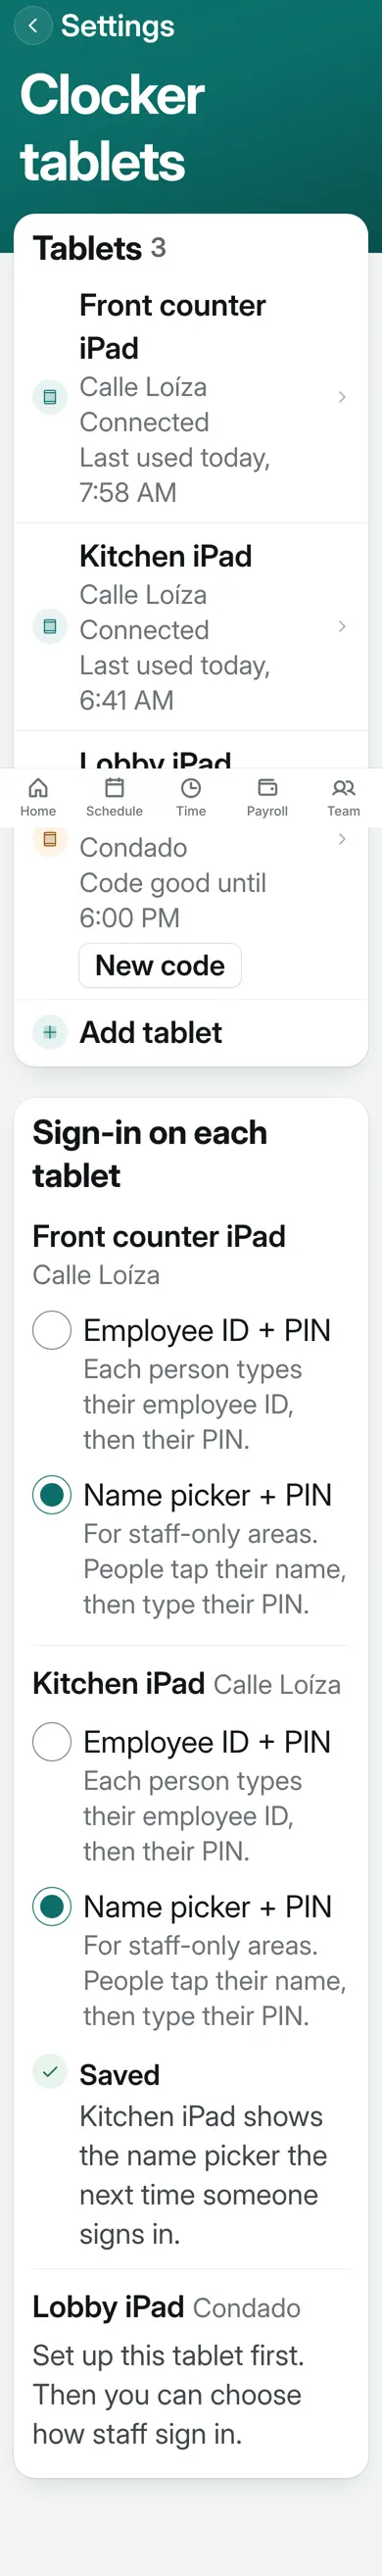 Settings
Clocker
tablets
Tablets 3
Front counter
iPad
Calle Loíza
Connected
Last used today,
7:58 AM
Kitchen iPad
Calle Loíza
Connected
Last used today,
6:41 AM
Lobby iPad
Home
Schedule
Time
Payroll
Team
Condado
Code good until
6:00 PM
New code
Add tablet
Sign-in on each
tablet
Front counter iPad
Calle Loíza
Employee ID + PIN
Each person types
their employee ID,
then their PIN.
Name picker + PIN
For staff-only areas.
People tap their name,
then type their PIN.
Kitchen iPad Calle Loíza
Employee ID + PIN
Each person types
their employee ID,
then their PIN.
Name picker + PIN
For staff-only areas.
People tap their name,
then type their PIN.
Saved
Kitchen iPad shows
the name picker the
next time someone
signs in.
Lobby iPad Condado
Set up this tablet first.
Then you can choose
how staff sign in.